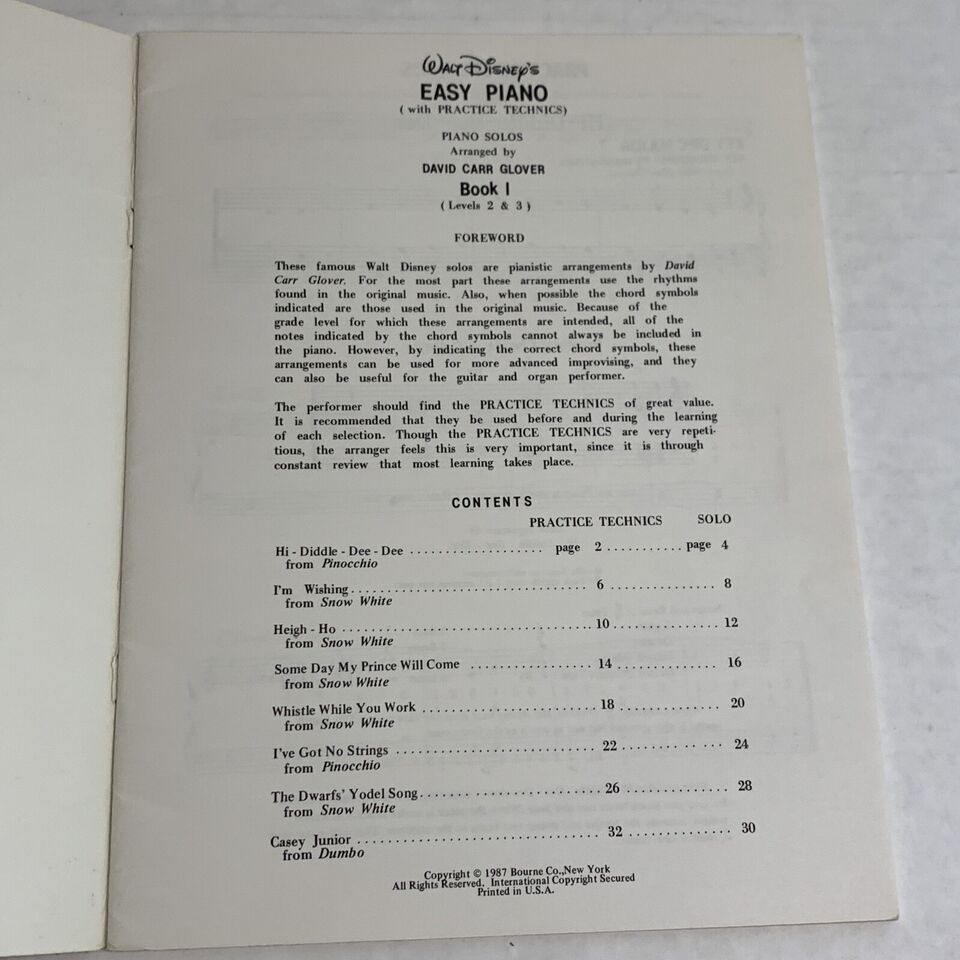 WALT DISNEY'S
EASY PIANO
(with PRACTICE TECHNICS)
PIANO SOLOS
Arranged by
DAVID CARR GLOVER
Book I
(Levels 2 & 3)
FOREWORD
These famous Walt Disney solos are pianistic arrangements by David
Carr Glover. For the most part these arrangements use the rhythms
found in the original music. Also, when possible the chord symbols
indicated are those used in the original music. Because of the
grade level for which these arrangements are intended, all of the
notes indicated by the chord symbols cannot always be included in
the piano. However, by indicating the correct chord symbols, these
arrangements can be used for more advanced improvising, and they
can also be useful for the guitar and organ performer.
The performer should find the PRACTICE TECHNICS of great value.
It is recommended that they be used before and during the learning
of each selection. Though the PRACTICE TECHNICS are very repeti-
tious, the arranger feels this is very important, since it is through
constant review that most learning takes place.
CONTENTS
PRACTICE TECHNICS SOLO
Hi - Diddle - Dee - Dee .................. page 2 ........... page 4
from Pinocchio
I'm Wishing ................................ 6 .............. 8
from Snow White
Heigh - Ho ................................. 10 .............. 12
from Snow White
Some Day My Prince Will Come ................ 14 ............. 16
from Snow White
Whistle While You Work ........................ 18 ............. 20
from Snow White
I've Got No Strings ........................... 22 ............. 24
from Pinocchio
The Dwarfs' Yodel Song ......................... 26 ............. 28
from Snow White
Casey Junior ................................. 32 ............... 30
from Dumbo
Copyright © 1987 Bourne Co.,New York
All Rights Reserved. International Copyright Secured
Printed in U.S.A.